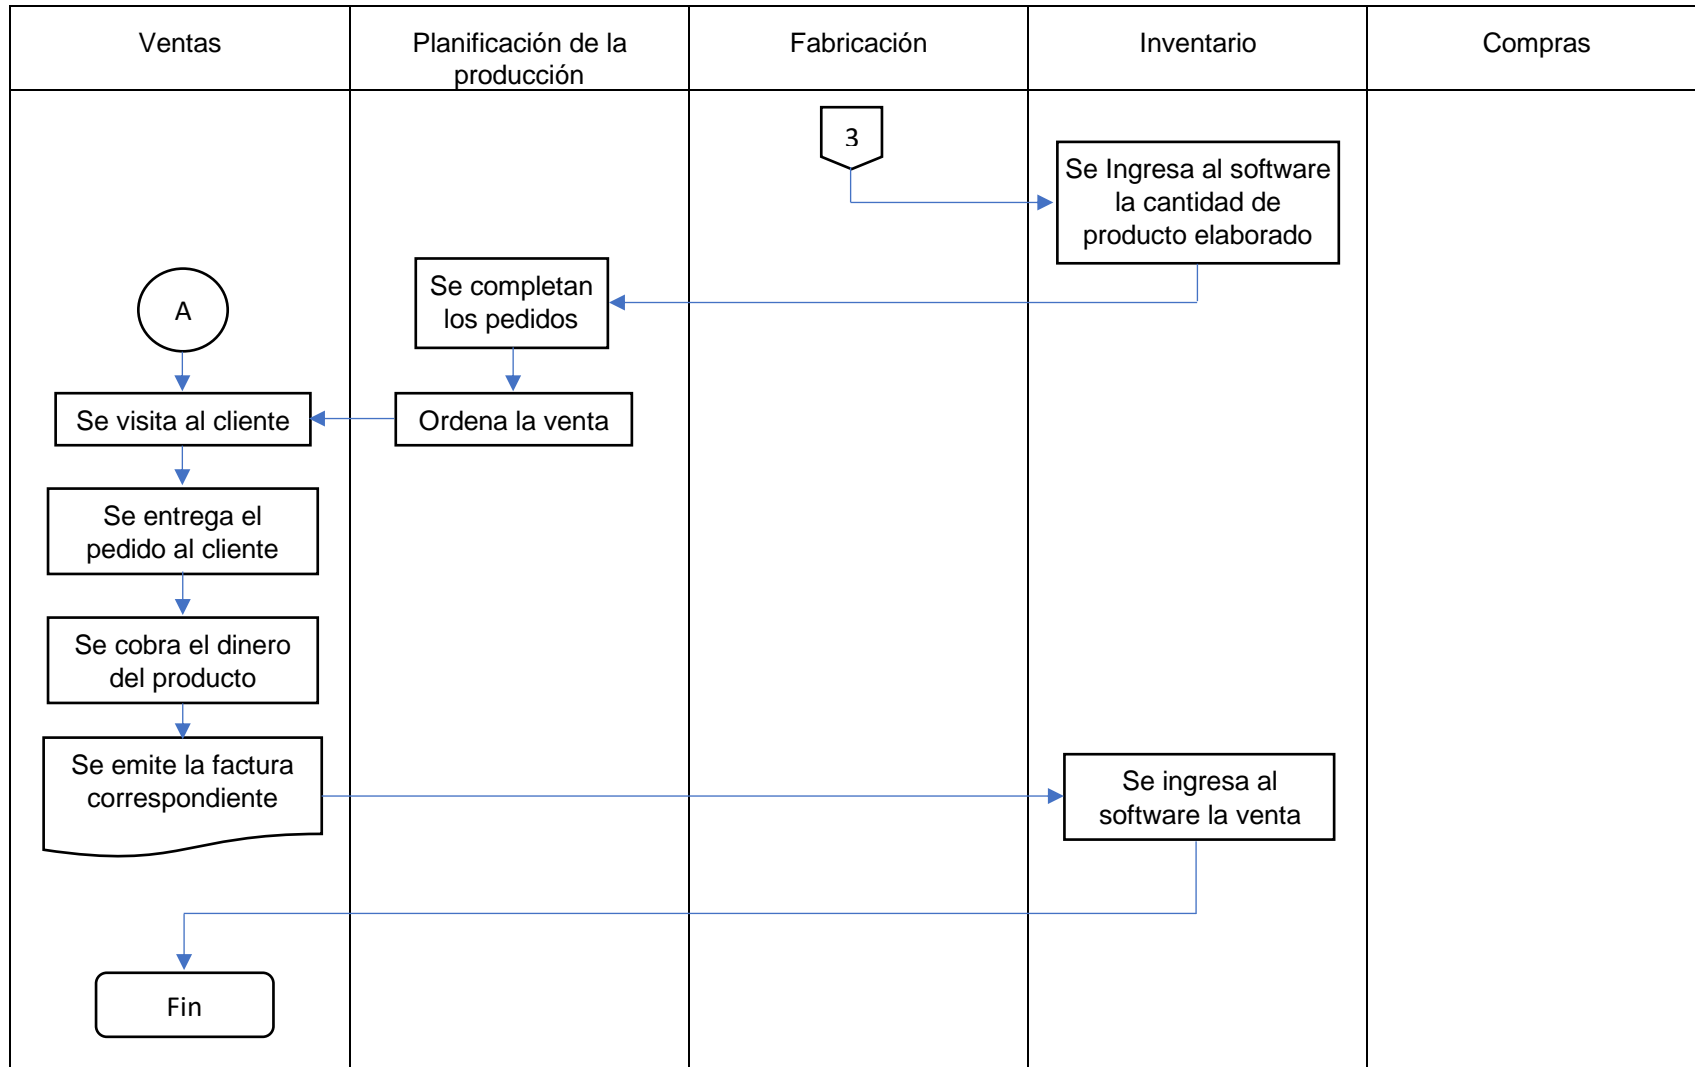 Ventas
Planificación de la
producción
Fabricación
Inventario
Compras
3
Se Ingresa al software
la cantidad de
producto elaborado
A
Se completan
los pedidos
Se visita al cliente
Ordena la venta
Se entrega el
pedido al cliente
Se cobra el dinero
del producto
Se emite la factura
correspondiente
Se ingresa al
software la venta
Fin